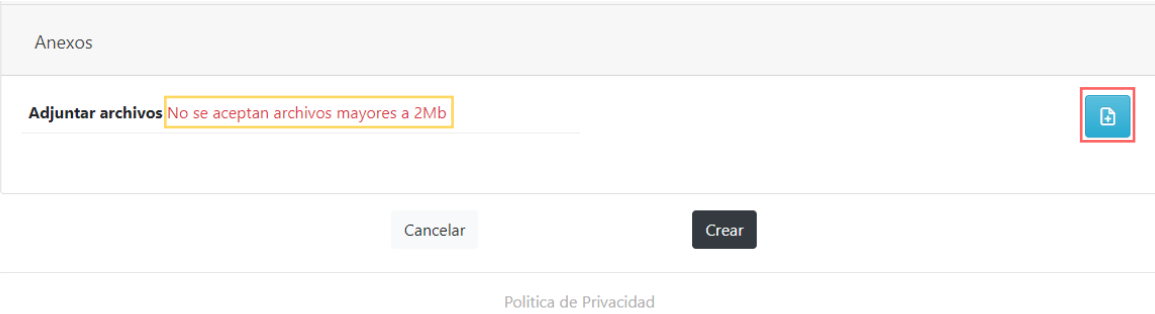 Anexos
Adjuntar archivos No se aceptan archivos mayores a 2Mb
Cancelar
Crear
Politica de Privacidad